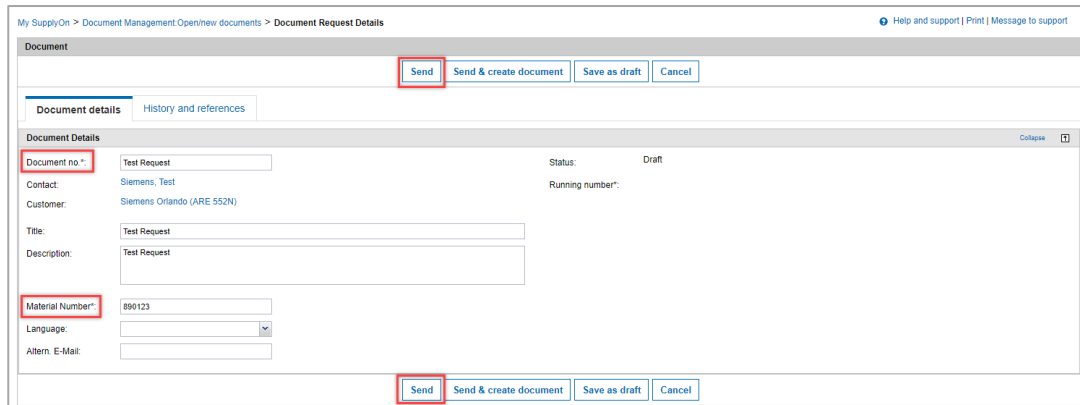 My SupplyOn > Document Management:Open/new documents > Document Request Details
Help and support | Print | Message to support
Document
Send Send & create document Save as draft Cancel
Document details History and references
Document Details Collapse
Document no.*: Test Request Status: Draft
Contact: Siemens, Test Running number*:
Customer: Siemens Orlando (ARE 552N)
Title: Test Request
Description: Test Request
Material Number*: 890123
Language:
Altern. E-Mail:
Send Send & create document Save as draft Cancel